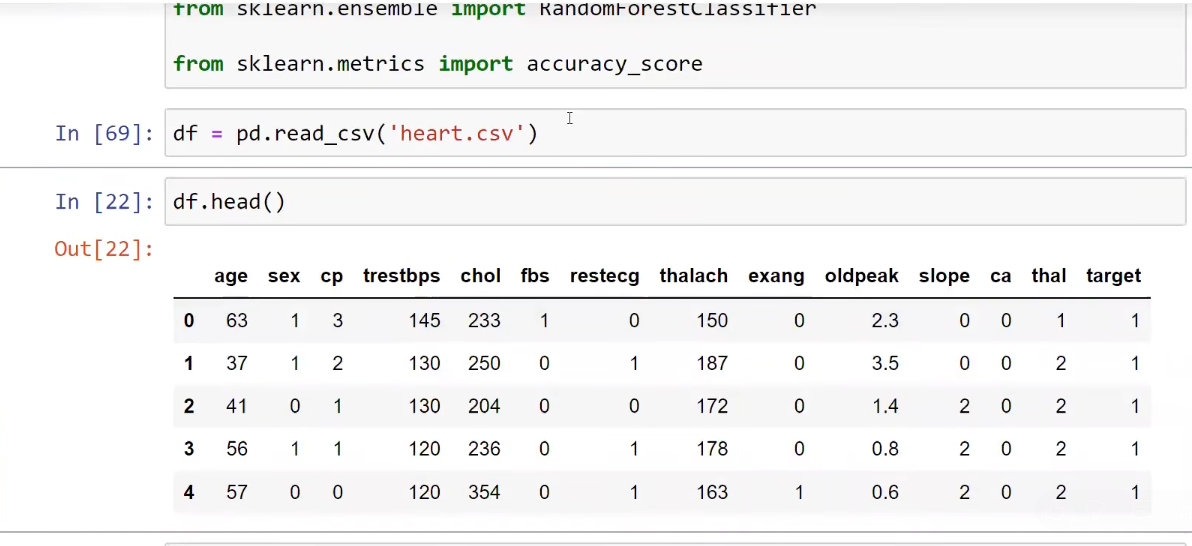 from sklearn.ensemble import RandomForestClassifier
from sklearn.metrics import accuracy_score
In [69]: df = pd.read_csv('heart.csv')
In [22]: df.head()
Out[22]:
age sex cp trestbps chol fbs restecg thalach exang oldpeak slope ca thal target
0 63 1 3 145 233 1 0 150 0 2.3 0 0 1 1
1 37 1 2 130 250 0 1 187 0 3.5 0 0 2 1
2 41 0 1 130 204 0 0 172 0 1.4 2 0 2 1
3 56 1 1 120 236 0 1 178 0 0.8 2 0 2 1
4 57 0 0 120 354 0 1 163 1 0.6 2 0 2 1